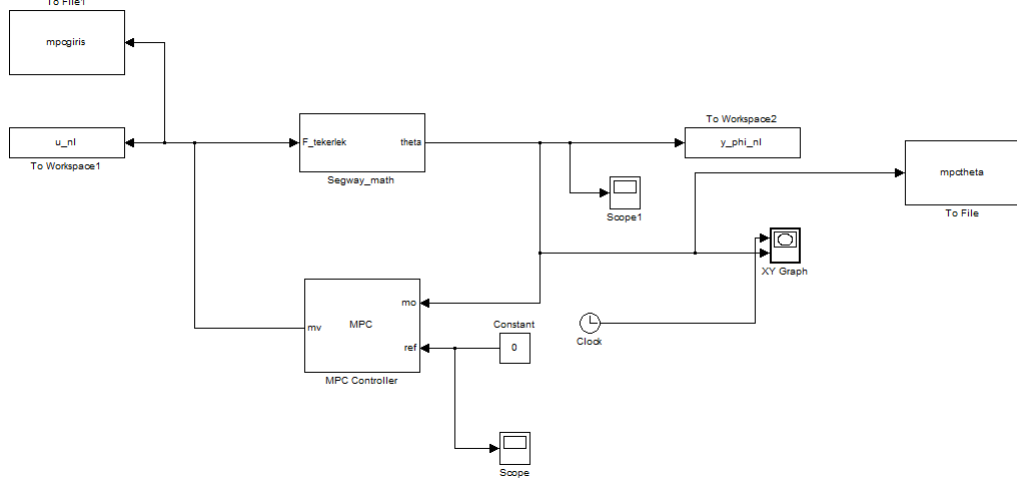 To File1
mpcgiris
u_nl
To Workspace1
F_tekerlek
theta
Segway_math
To Workspace2
y_phi_nl
mpctheta
To File
Scope1
XY Graph
Clock
mo
MPC
mv
ref
MPC Controller
Constant
0
Scope